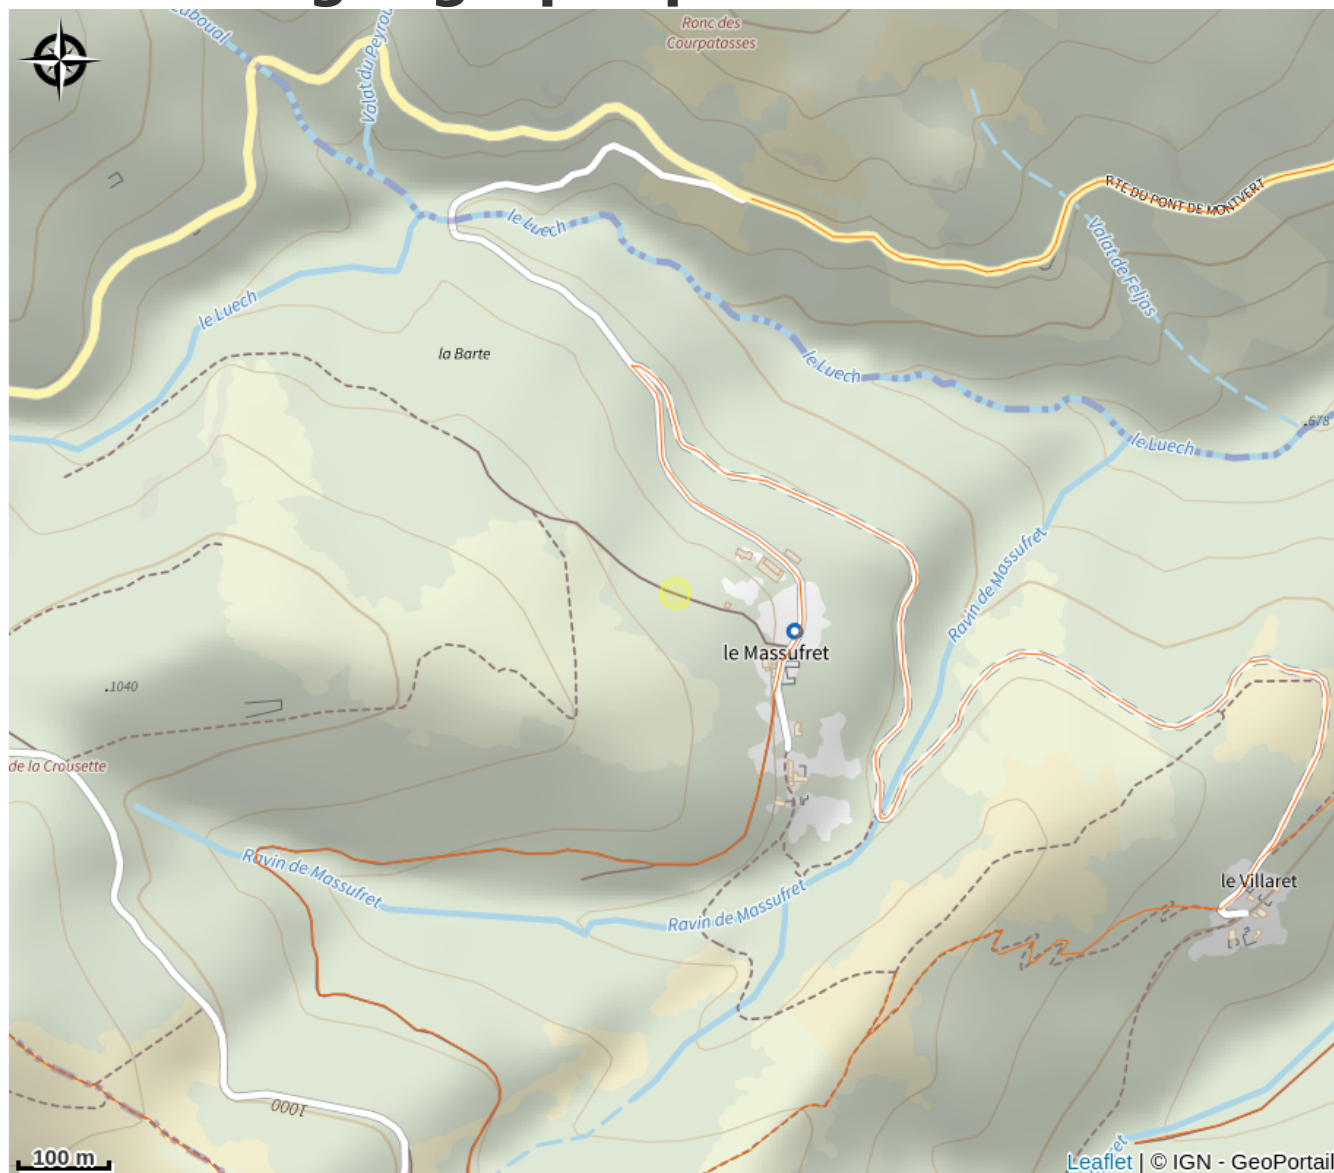 Ronc des
Courpatasses
Valat du Peyrou
RTE DU PONT DE MONTVERT
le Luech
Valat de Feljas
le Luech
la Barte
le Luech
.678
le Luech
Ravin de Massufret
le Massufret
.1040
de la Crousette
Ravin de Massufret
le Villaret
Ravin de Massufret
1000
100 m
Leaflet | © IGN - GeoPortail